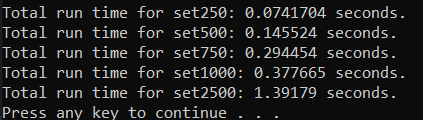 Total run time for set250: 0.0741704 seconds.
Total run time for set500: 0.145524 seconds.
Total run time for set750: 0.294454 seconds.
Total run time for set1000: 0.377665 seconds.
Total run time for set2500: 1.39179 seconds.
Press any key to continue . . .